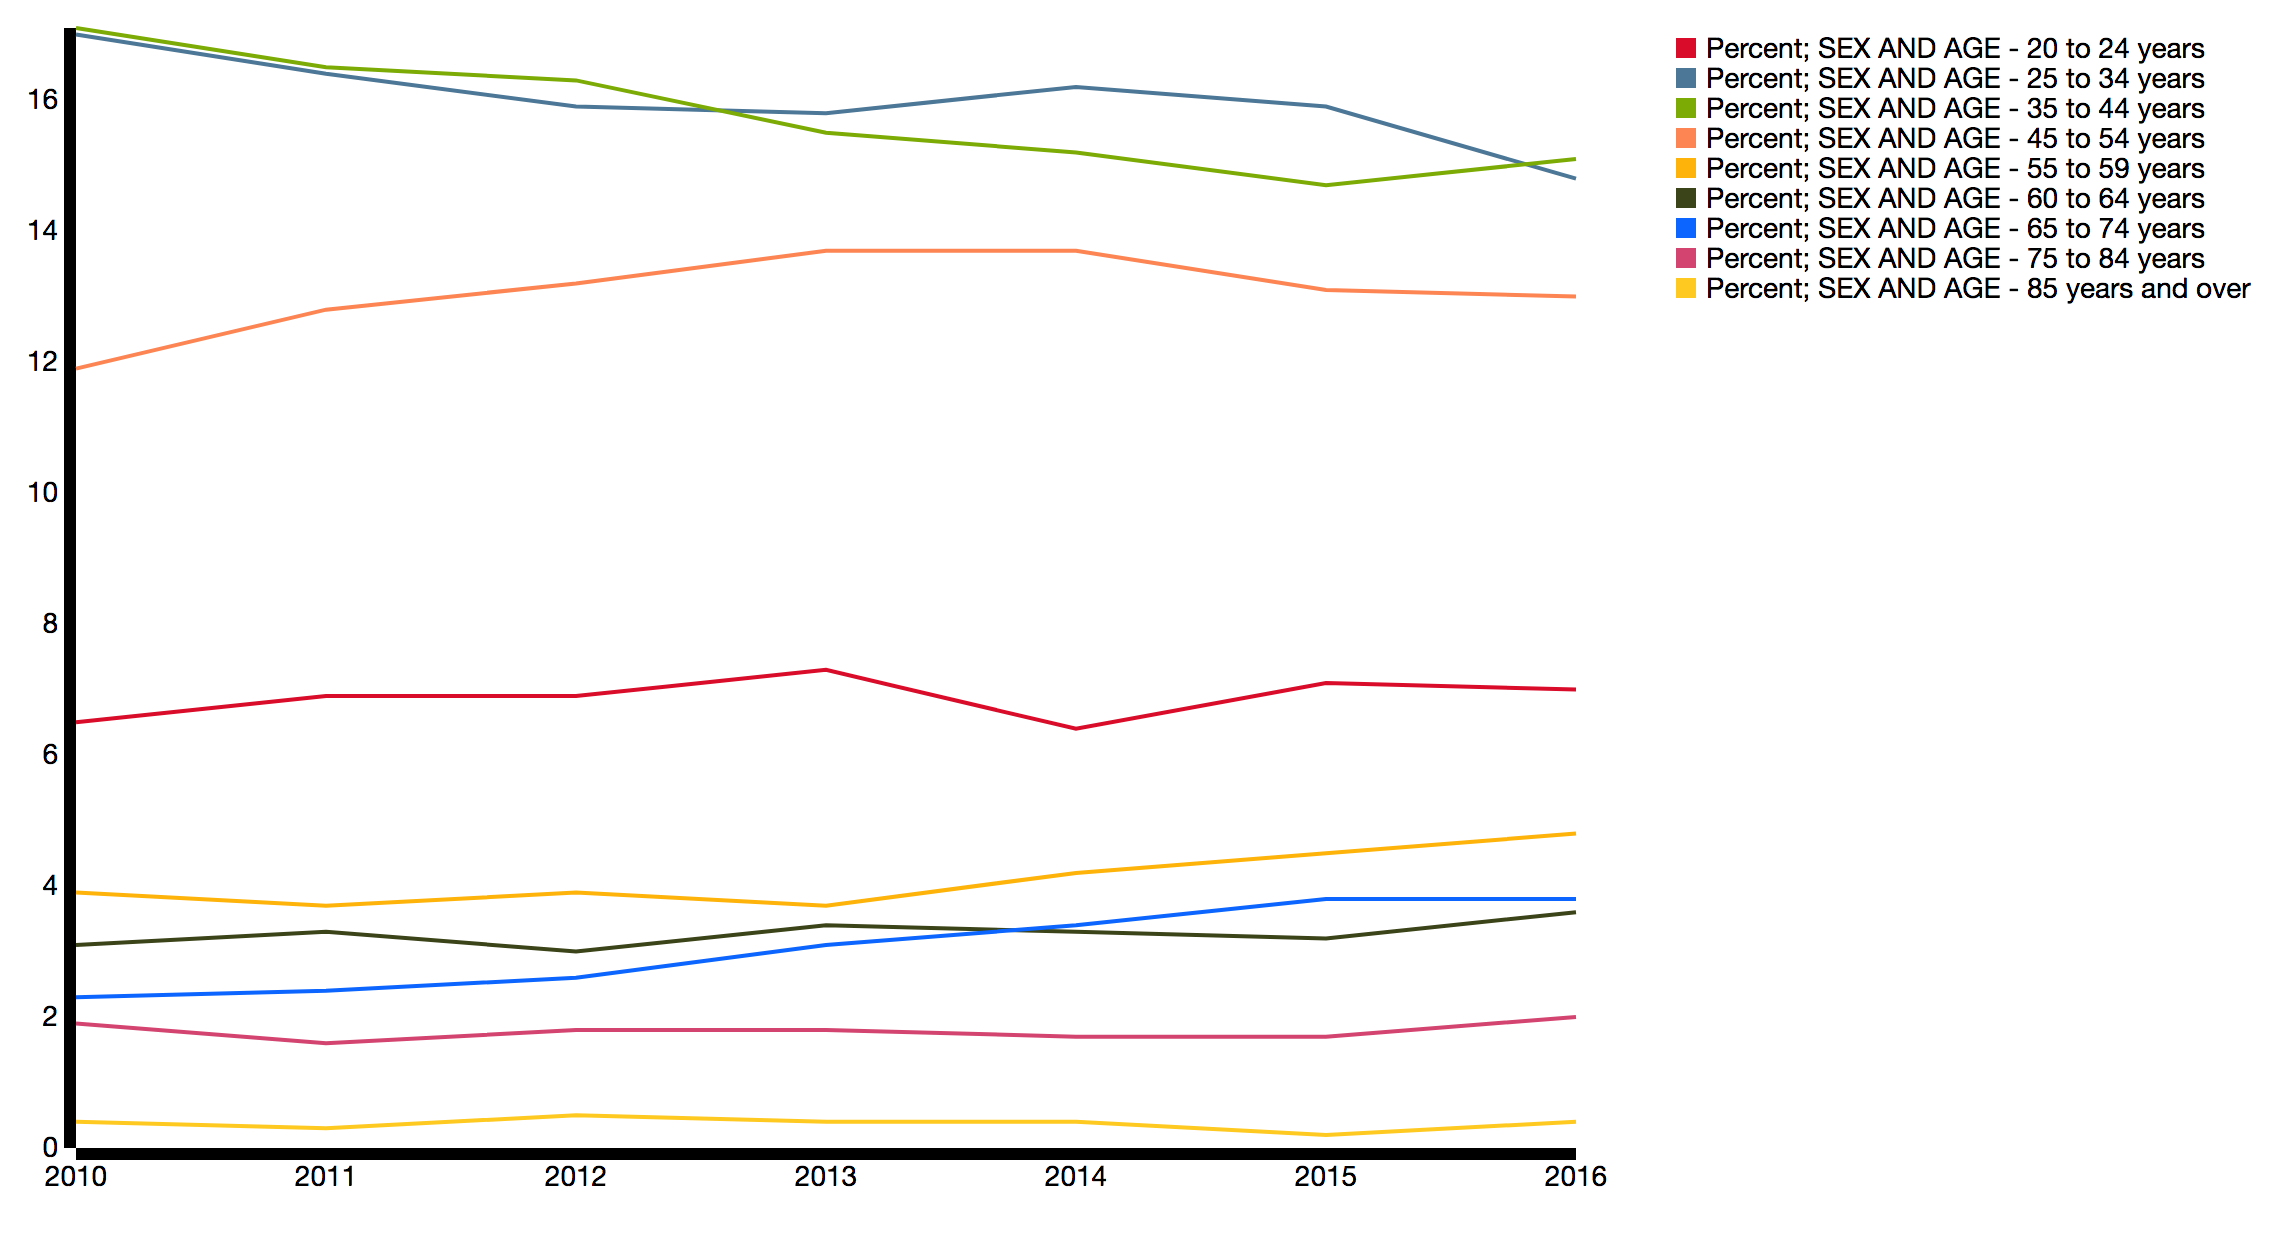 Percent; SEX AND AGE - 20 to 24 years
Percent; SEX AND AGE - 25 to 34 years
Percent; SEX AND AGE - 35 to 44 years
Percent; SEX AND AGE - 45 to 54 years
Percent; SEX AND AGE - 55 to 59 years
Percent; SEX AND AGE - 60 to 64 years
Percent; SEX AND AGE - 65 to 74 years
Percent; SEX AND AGE - 75 to 84 years
Percent; SEX AND AGE - 85 years and over
16
14
12
10
8
6
4
2
0
2010 2011 2012 2013 2014 2015 2016